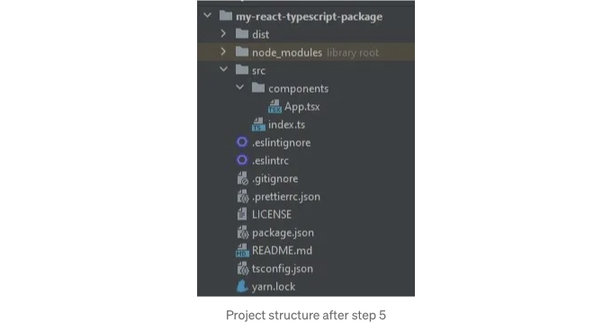 my-react-typescript-package
dist
node_modules library root
src
components
App.tsx
index.ts
.eslintignore
.eslintrc
.gitignore
.prettierrc.json
LICENSE
package.json
README.md
tsconfig.json
yarn.lock
Project structure after step 5